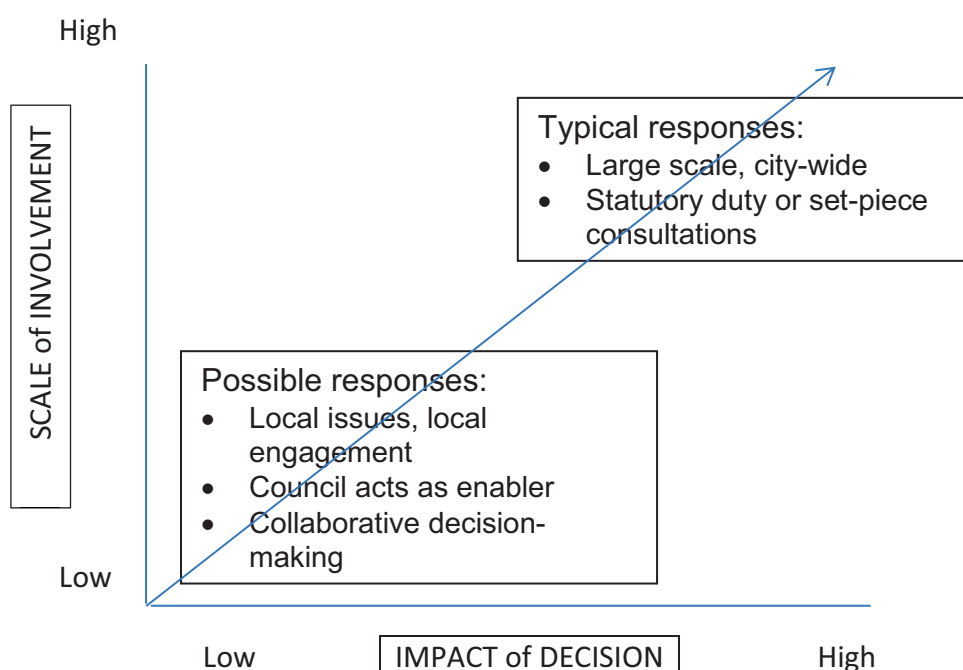 High
SCALE of INVOLVEMENT
Typical responses:
• Large scale, city-wide
• Statutory duty or set-piece
consultations
Possible responses:
• Local issues, local
engagement
• Council acts as enabler
• Collaborative decision-
making
Low
Low
IMPACT of DECISION
High